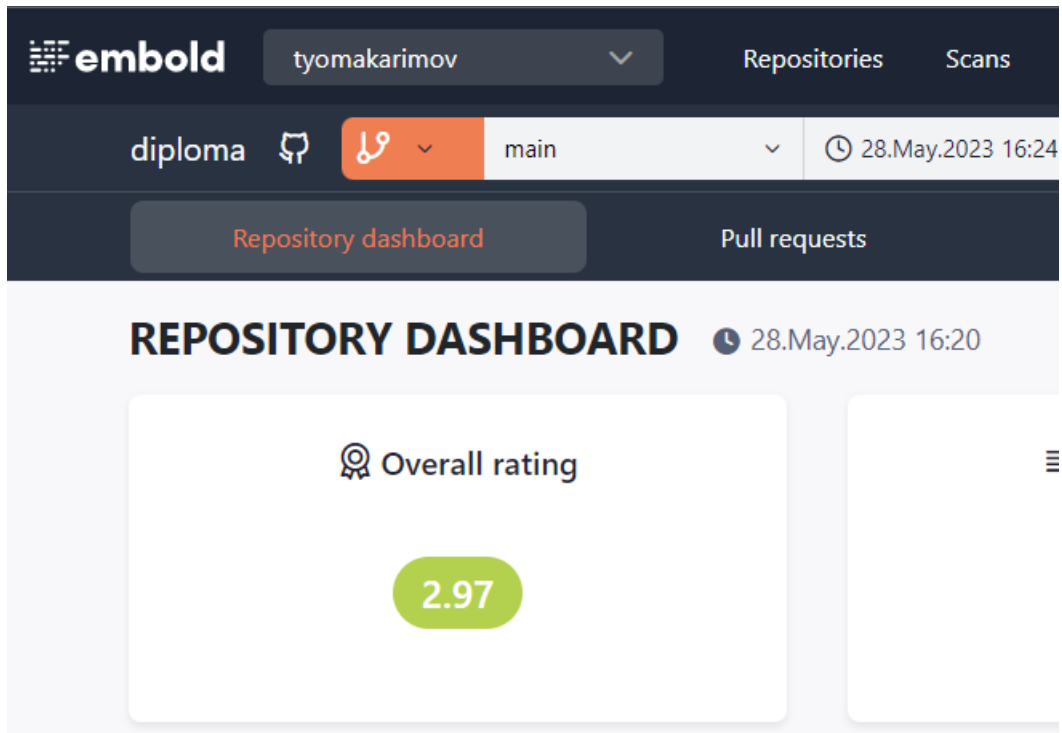 embold tyomakarimov Repositories Scans
diploma main 28.May.2023 16:24
Repository dashboard Pull requests
REPOSITORY DASHBOARD 28.May.2023 16:20
Overall rating
2.97